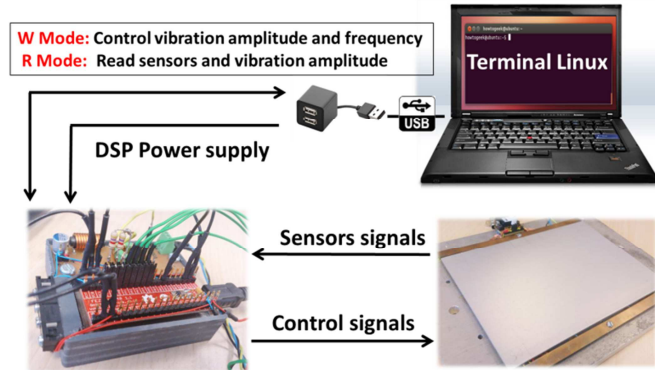 W Mode: Control vibration amplitude and frequency
R Mode: Read sensors and vibration amplitude
Terminal Linux
USB
DSP Power supply
Sensors signals
Control signals